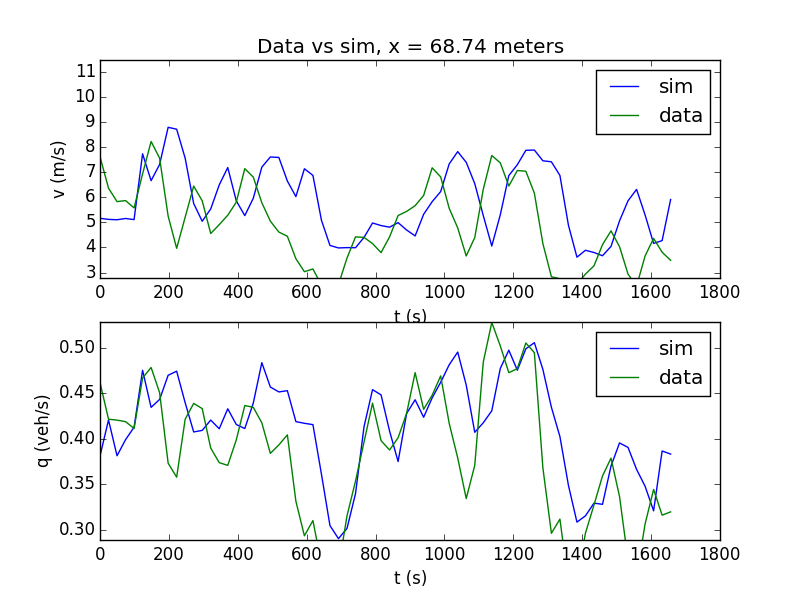 Data vs sim, x = 68.74 meters
11
10
9
8
7
6
5
4
3
v (m/s)
sim
data
0 200 400 600 800 1000 1200 1400 1600 1800
t (s)
0.50
0.45
0.40
0.35
0.30
q (veh/s)
sim
data
0 200 400 600 800 1000 1200 1400 1600 1800
t (s)